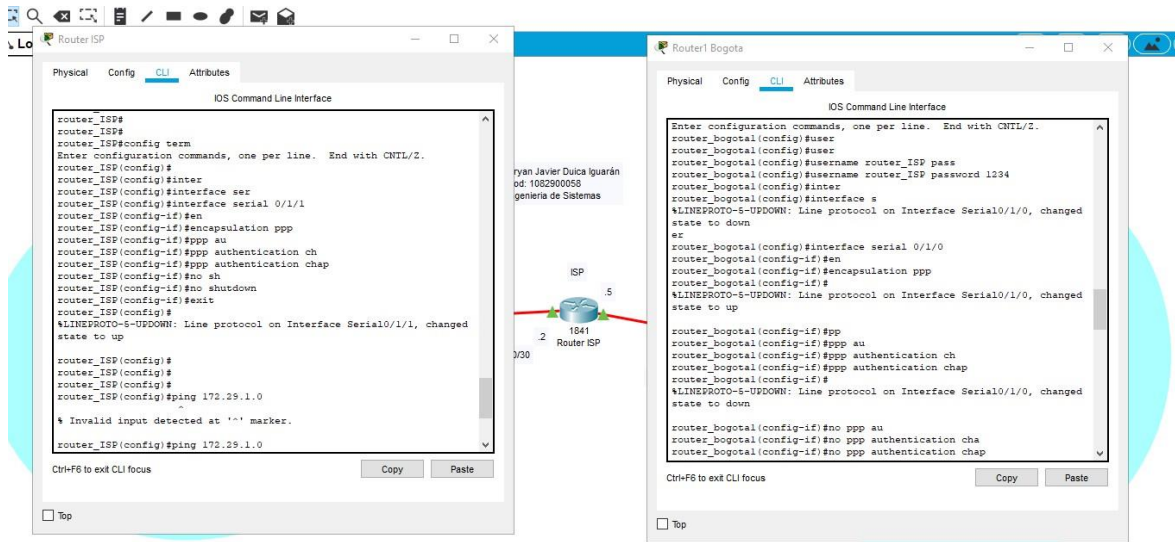 Lo
Router ISP
Physical Config CLI Attributes
IOS Command Line Interface
router_ISP#
router_ISP#
router_ISP#config term
Enter configuration commands, one per line. End with CNTL/Z.
router_ISP(config)#
router_ISP(config)#inter
router_ISP(config)#interface ser
router_ISP(config)#interface serial 0/1/1
router_ISP(config-if)#en
router_ISP(config-if)#encapsulation ppp
router_ISP(config-if)#ppp au
router_ISP(config-if)#ppp authentication ch
router_ISP(config-if)#ppp authentication chap
router_ISP(config-if)#no sh
router_ISP(config-if)#no shutdown
router_ISP(config-if)#exit
router_ISP(config)#
%LINEPROTO-5-UPDOWN: Line protocol on Interface Serial0/1/1, changed
state to up
router_ISP(config)#
router_ISP(config)#
router_ISP(config)#
router_ISP(config)#ping 172.29.1.0
^
% Invalid input detected at '^' marker.
router_ISP(config)#ping 172.29.1.0
Ctrl+F6 to exit CLI focus
Copy Paste
Top
ryan Javier Duica Iguarán
od: 1082900058
genieria de Sistemas
ISP
.5
.2
1841
Router ISP
0/30
Router1 Bogota
Physical Config CLI Attributes
IOS Command Line Interface
Enter configuration commands, one per line. End with CNTL/Z.
router_bogota1(config)#user
router_bogota1(config)#user
router_bogota1(config)#username router_ISP pass
router_bogota1(config)#username router_ISP password 1234
router_bogota1(config)#inter
router_bogota1(config)#interface s
%LINEPROTO-5-UPDOWN: Line protocol on Interface Serial0/1/0, changed
state to down
er
router_bogota1(config)#interface serial 0/1/0
router_bogota1(config-if)#en
router_bogota1(config-if)#encapsulation ppp
router_bogota1(config-if)#
%LINEPROTO-5-UPDOWN: Line protocol on Interface Serial0/1/0, changed
state to up
router_bogota1(config-if)#pp
router_bogota1(config-if)#ppp au
router_bogota1(config-if)#ppp authentication ch
router_bogota1(config-if)#ppp authentication chap
router_bogota1(config-if)#
%LINEPROTO-5-UPDOWN: Line protocol on Interface Serial0/1/0, changed
state to down
router_bogota1(config-if)#no ppp au
router_bogota1(config-if)#no ppp authentication cha
router_bogota1(config-if)#no ppp authentication chap
Ctrl+F6 to exit CLI focus
Copy Paste
Top